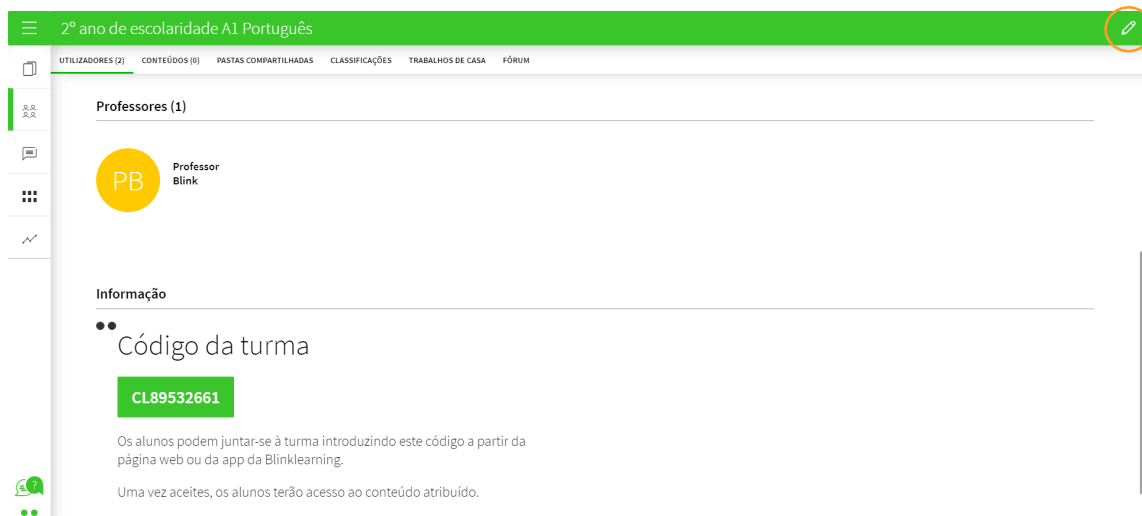 2º ano de escolaridade A1 Português
UTILIZADORES (2) CONTEÚDOS (0) PASTAS COMPARTILHADAS CLASSIFICAÇÕES TRABALHOS DE CASA FÓRUM
Professores (1)
PB
Professor
Blink
Informação
Código da turma
CL89532661
Os alunos podem juntar-se à turma introduzindo este código a partir da
página web ou da app da Blinklearning.
Uma vez aceites, os alunos terão acesso ao conteúdo atribuído.
?